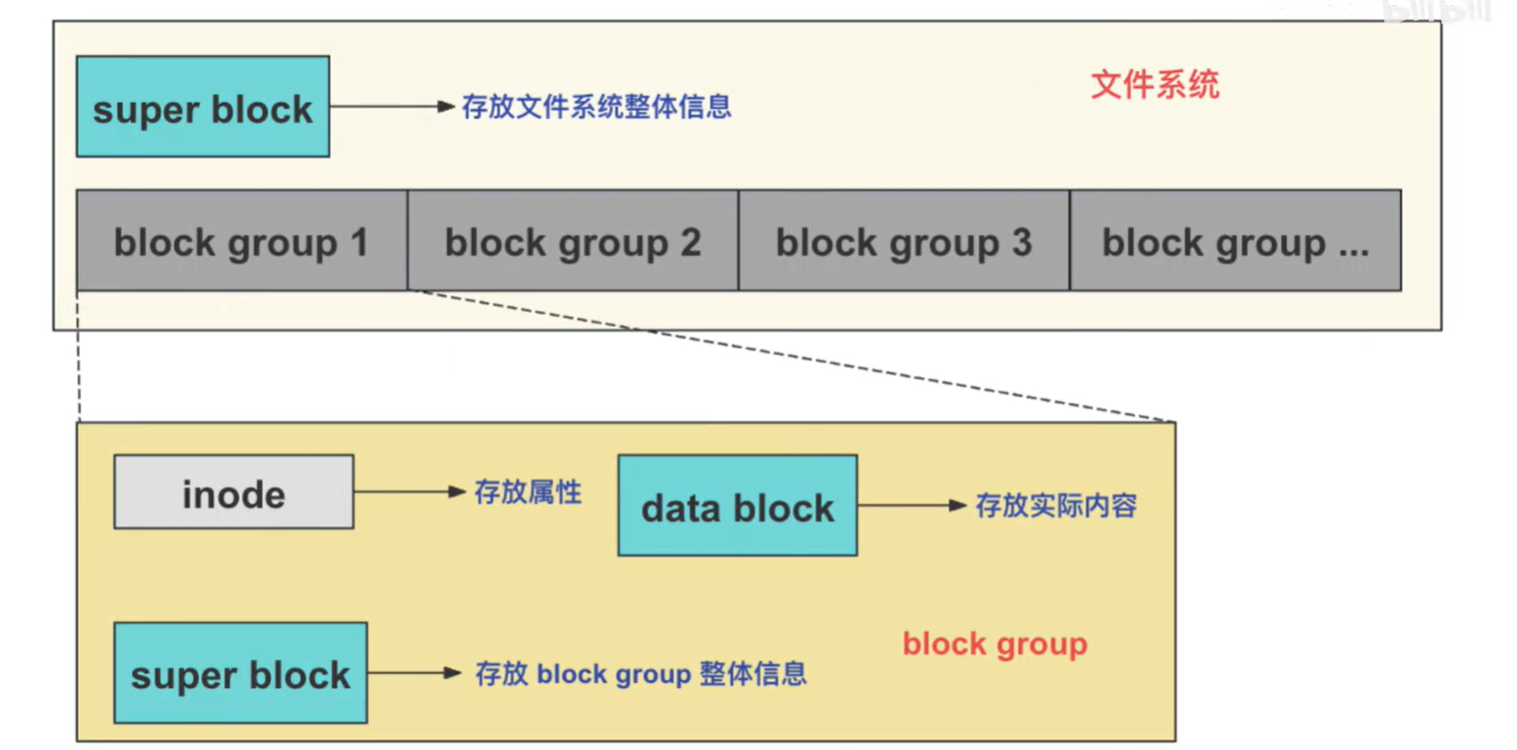 super block
存放文件系统整体信息
文件系统
block group 1
block group 2
block group 3
block group ...
inode
存放属性
data block
存放实际内容
super block
存放 block group 整体信息
block group